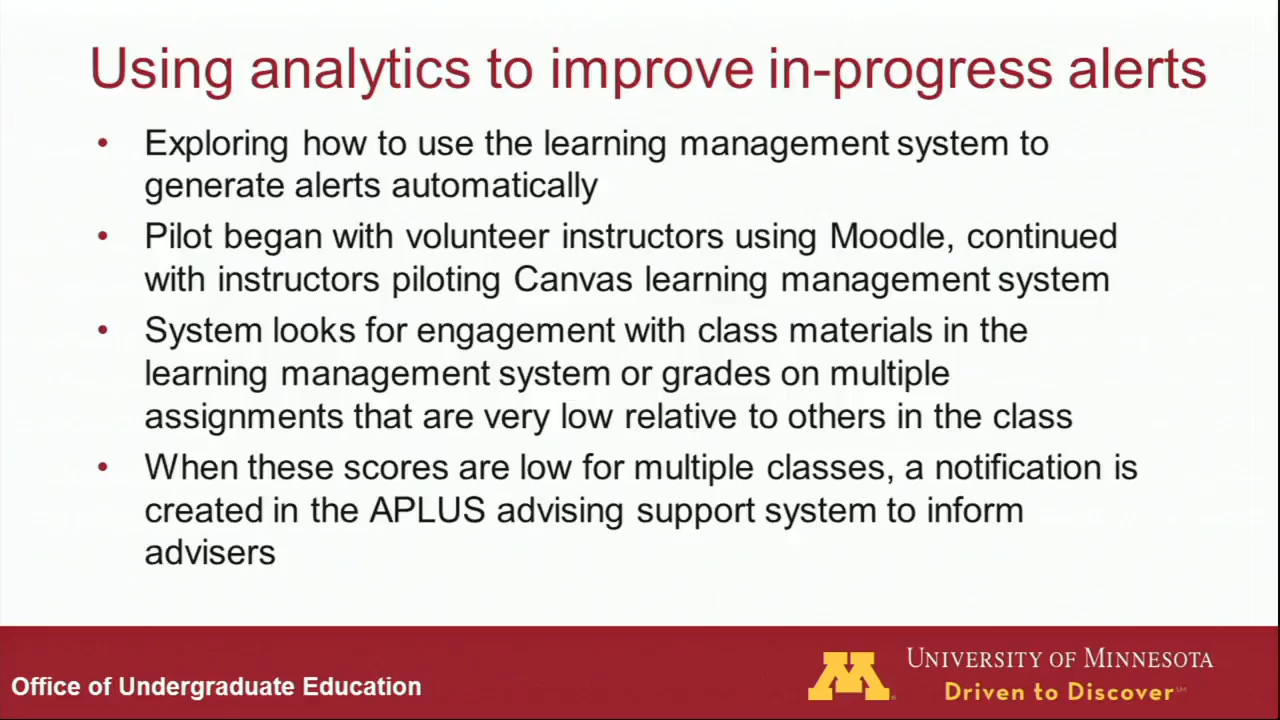 Using analytics to improve in-progress alerts
• Exploring how to use the learning management system to
generate alerts automatically
• Pilot began with volunteer instructors using Moodle, continued
with instructors piloting Canvas learning management system
• System looks for engagement with class materials in the
learning management system or grades on multiple
assignments that are very low relative to others in the class
• When these scores are low for multiple classes, a notification is
created in the APLUS advising support system to inform
advisers
Office of Undergraduate Education
M
UNIVERSITY OF MINNESOTA
Driven to Discover℠